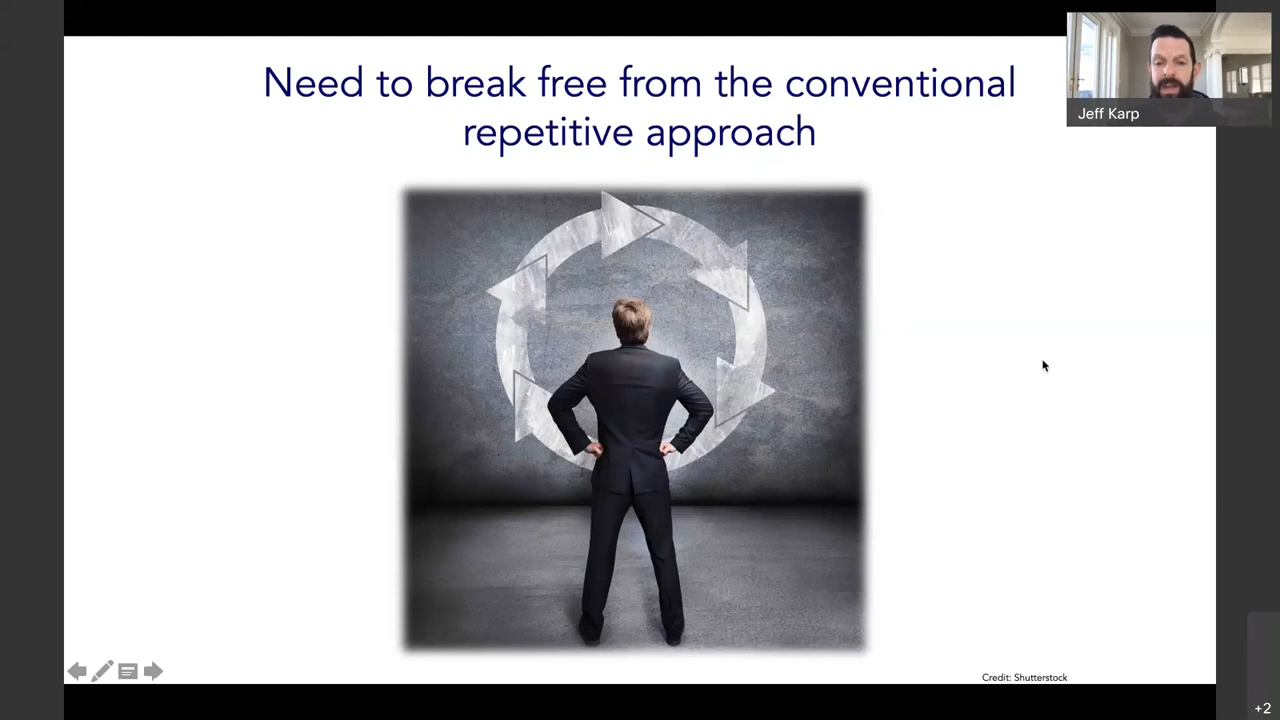 Need to break free from the conventional
repetitive approach
Jeff Karp
Credit: Shutterstock
+2